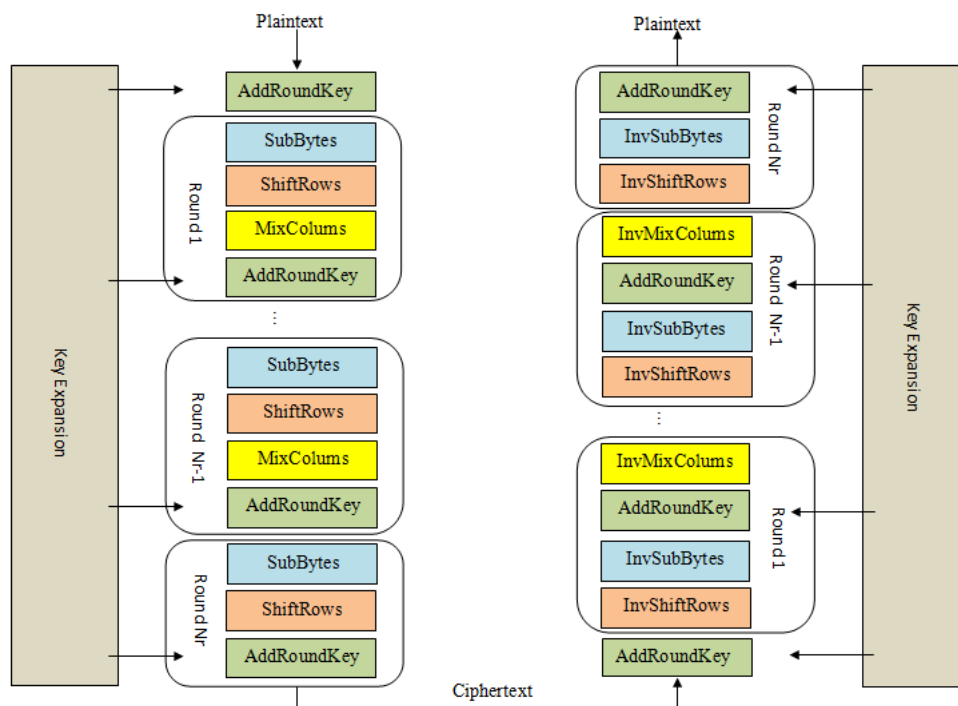 Plaintext
Key Expansion
AddRoundKey
Round 1
SubBytes
ShiftRows
MixColums
AddRoundKey
...
Round Nr-1
SubBytes
ShiftRows
MixColums
AddRoundKey
Round Nr
SubBytes
ShiftRows
AddRoundKey
Ciphertext
Plaintext
AddRoundKey
InvSubBytes
InvShiftRows
Round Nr
InvMixColums
AddRoundKey
InvSubBytes
InvShiftRows
Round Nr-1
...
InvMixColums
AddRoundKey
InvSubBytes
InvShiftRows
Round 1
AddRoundKey
Key Expansion